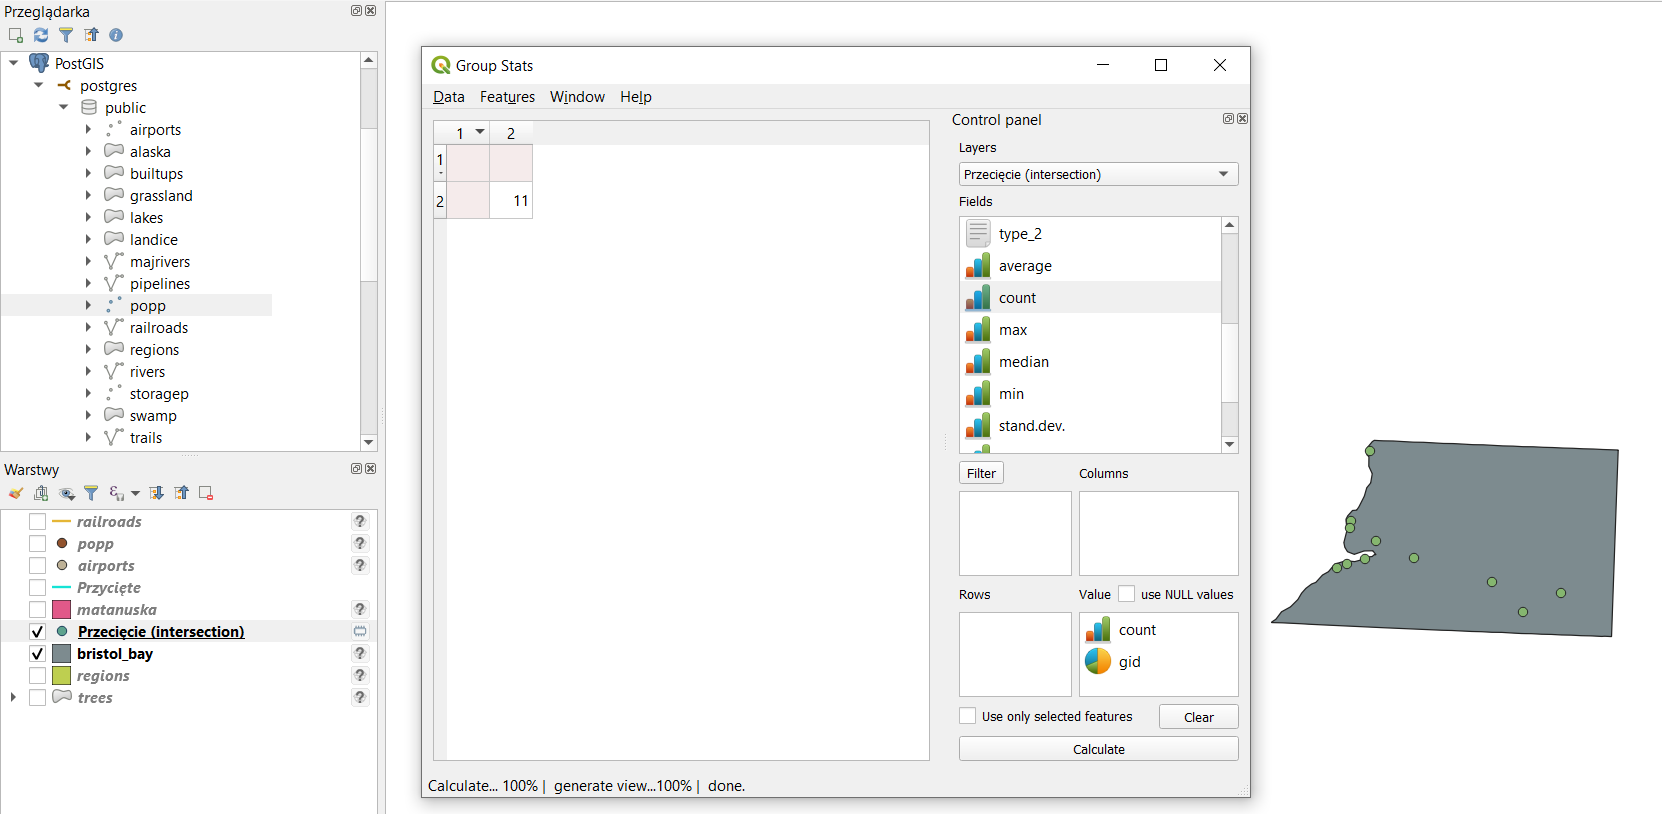 Przeglądarka
PostGIS
postgres
public
airports
alaska
builtups
grassland
lakes
landice
majrivers
pipelines
popp
railroads
regions
rivers
storagep
swamp
trails
Warstwy
railroads
popp
airports
Przycięte
matanuska
Przecięcie (intersection)
bristol_bay
regions
trees
Group Stats
Data Features Window Help
1 2
1
2 11
Control panel
Layers
Przecięcie (intersection)
Fields
type_2
average
count
max
median
min
stand.dev.
Filter Columns
Rows Value use NULL values
count
gid
Use only selected features Clear
Calculate
Calculate... 100% | generate view...100% | done.